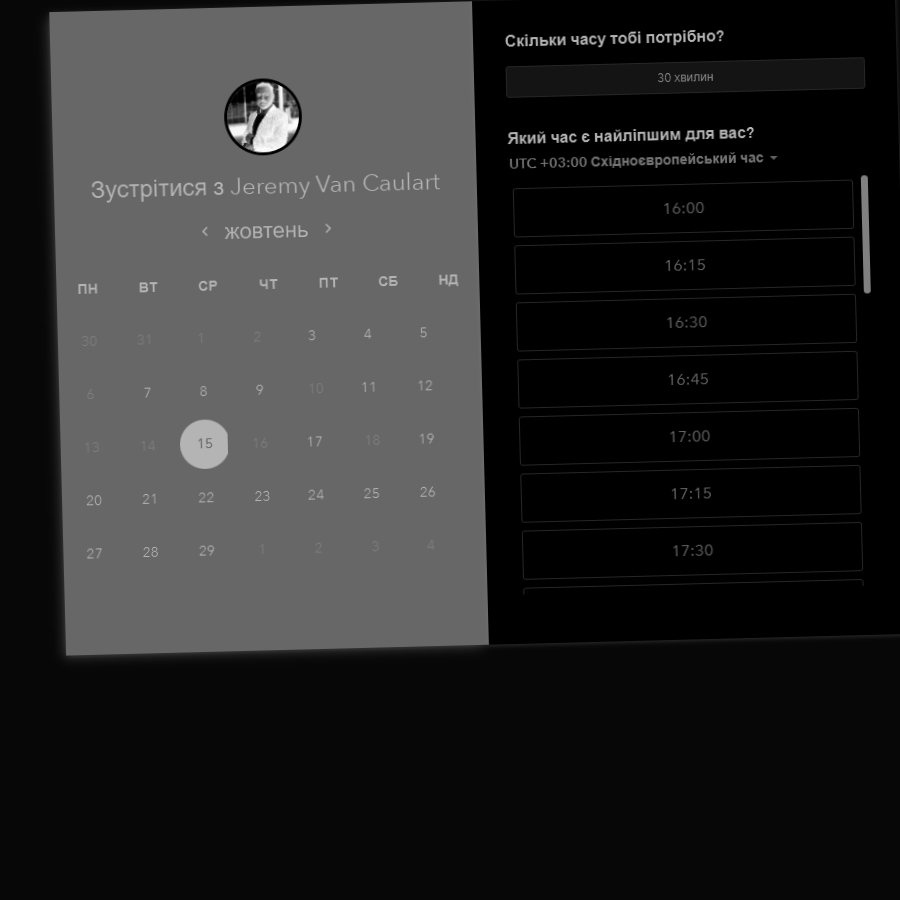 Зустрітися з Jeremy Van Caulart
жовтень
ПН ВТ СР ЧТ ПТ СБ НД
30 31 1 2 3 4 5
6 7 8 9 10 11 12
13 14 15 16 17 18 19
20 21 22 23 24 25 26
27 28 29 1 2 3 4
Скільки часу тобі потрібно?
30 хвилин
Який час є найліпшим для вас?
UTC +03:00 Східноєвропейський час
16:00
16:15
16:30
16:45
17:00
17:15
17:30